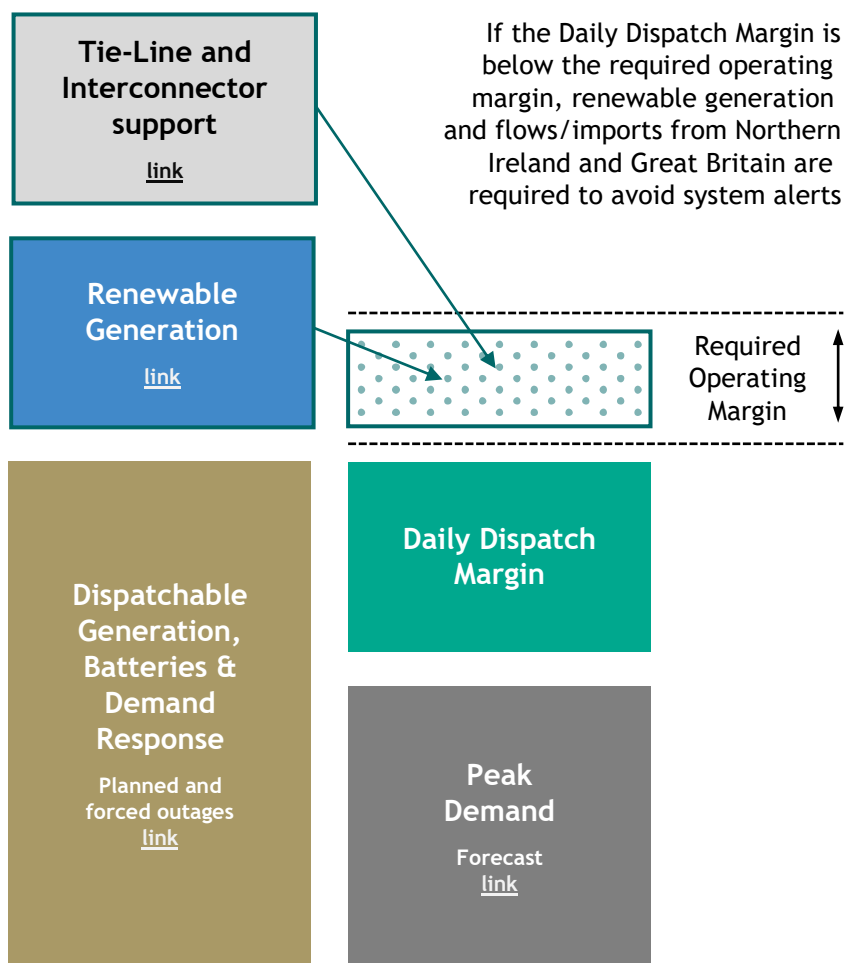 Tie-Line and
Interconnector
support
link
If the Daily Dispatch Margin is
below the required operating
margin, renewable generation
and flows/imports from Northern
Ireland and Great Britain are
required to avoid system alerts
Renewable
Generation
link
Required
Operating
Margin
Dispatchable
Generation,
Batteries &
Demand
Response
Planned and
forced outages
link
Daily Dispatch
Margin
Peak
Demand
Forecast
link